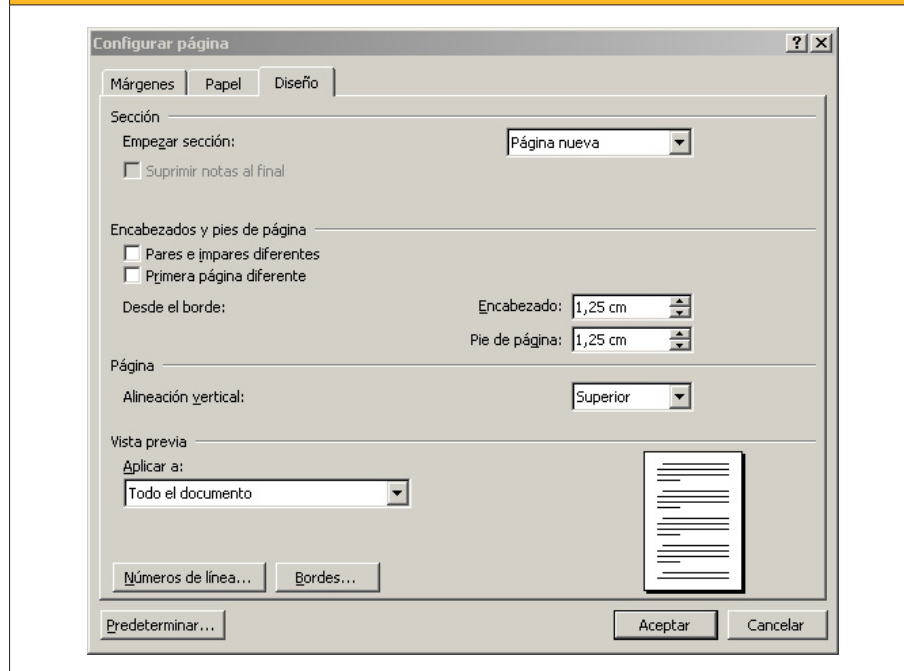 Configurar página
Márgenes Papel Diseño
Sección
Empezar sección: Página nueva
Suprimir notas al final
Encabezados y pies de página
Pares e impares diferentes
Primera página diferente
Desde el borde: Encabezado: 1,25 cm
Pie de página: 1,25 cm
Página
Alineación vertical: Superior
Vista previa
Aplicar a:
Todo el documento
Números de línea... Bordes...
Predeterminar... Aceptar Cancelar